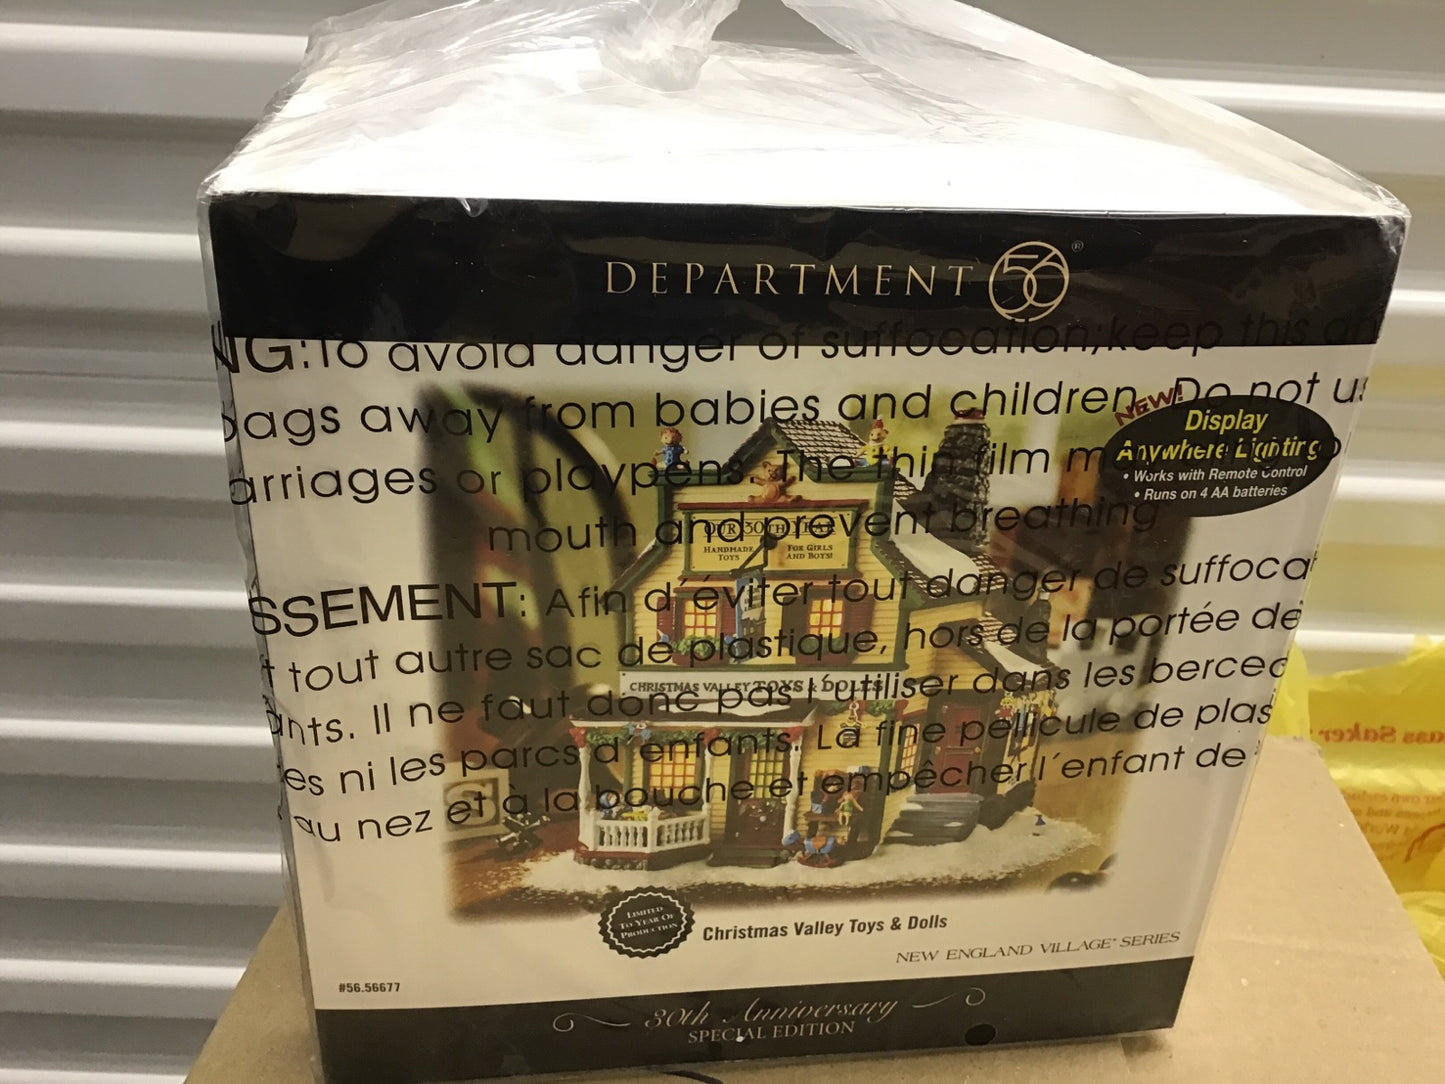 DEPARTMENT 56 ®
NG: To avoid danger of suffocation, keep this
bags away from babies and children. Do not us
arriages or playpens. The thin film m
mouth and prevent breathing
NEW!
Display
Anywhere Lighting
• Works with Remote Control
• Runs on 4 AA batteries
OUR 30TH YEAR
HANDMADE TOYS
FOR GIRLS AND BOYS!
SSEMENT: Afin d'éviter tout danger de suffocat
t tout autre sac de plastique, hors de la portée de
ants. Il ne faut donc pas l'utiliser dans les bercea
es ni les parcs d'enfants. La fine pellicule de plas
au nez et à la bouche et empêcher l'enfant de
CHRISTMAS VALLEY TOYS & DOLLS
LIMITED
TO YEAR OF
PRODUCTION
Christmas Valley Toys & Dolls
NEW ENGLAND VILLAGE® SERIES
#56.56677
30th Anniversary
SPECIAL EDITION
ass Saker